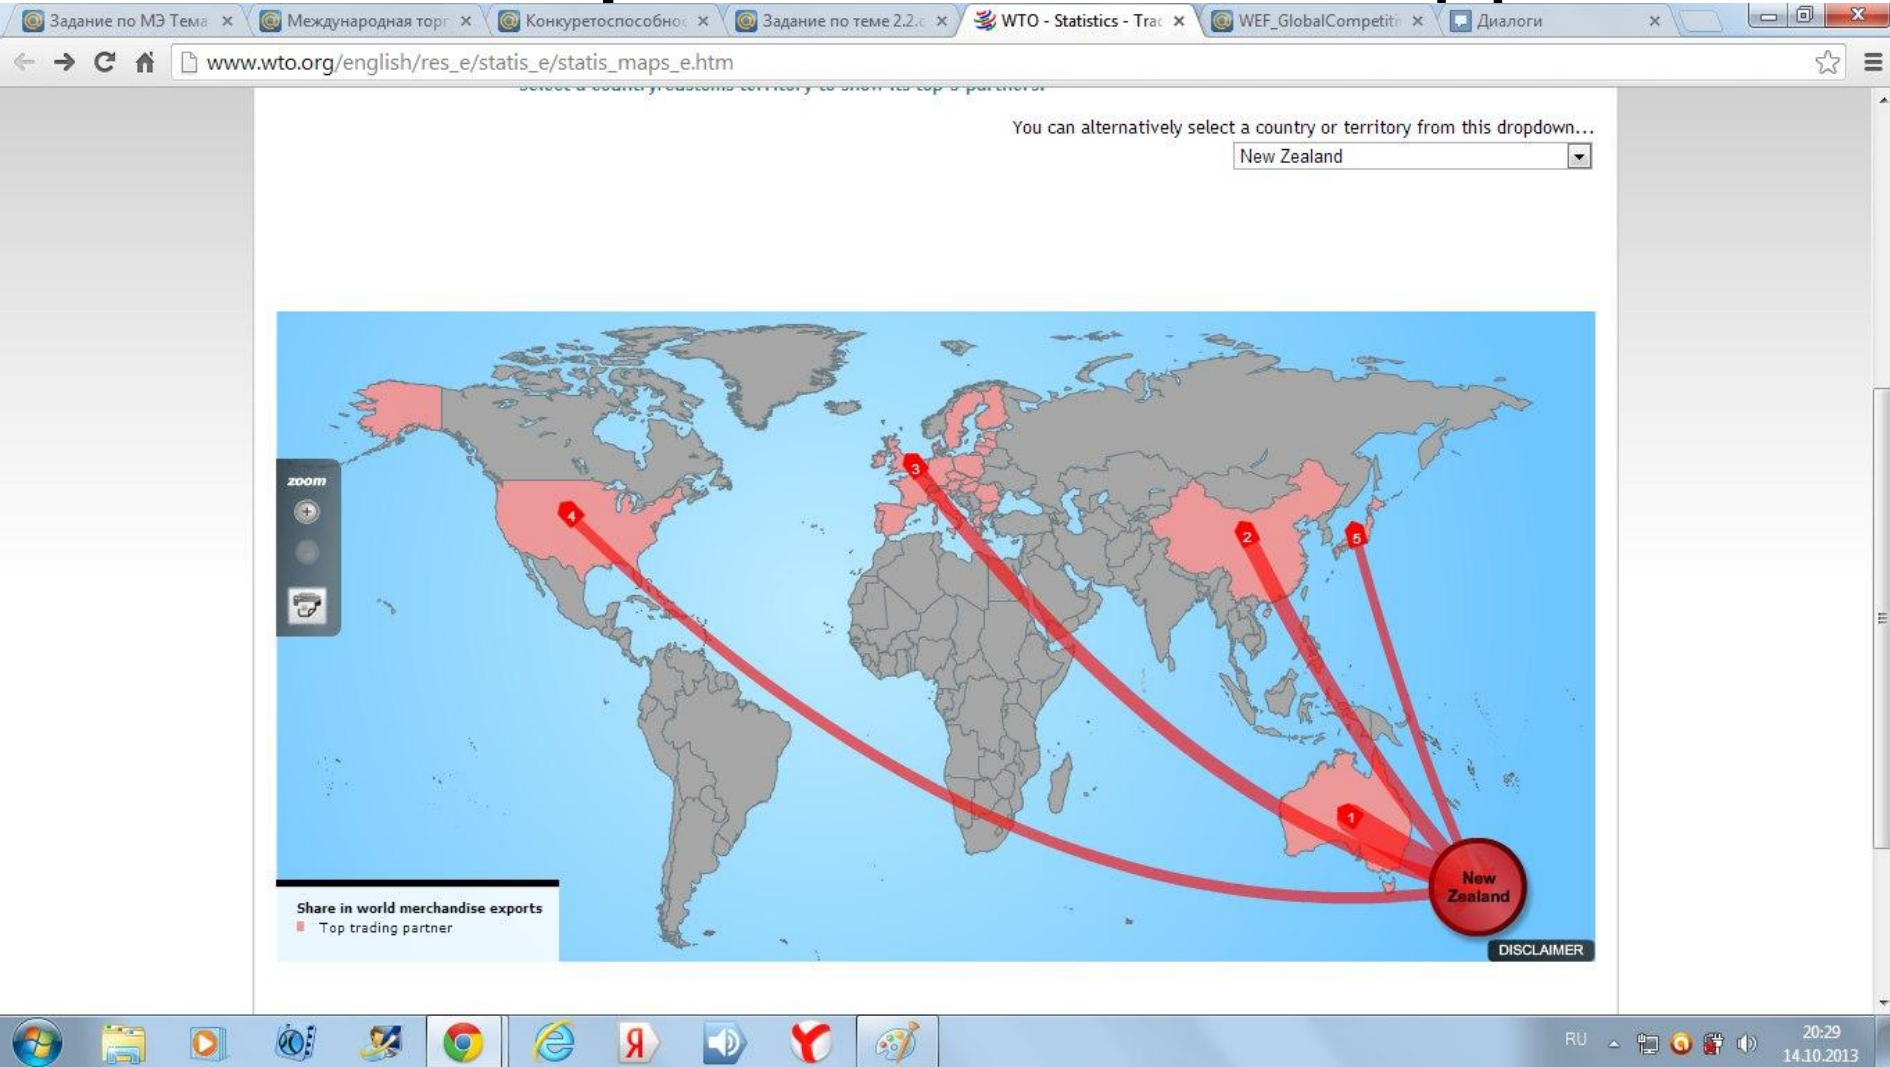 Задание по МЭ Тема
Международная торг
Конкуретоспособнос
Задание по теме 2.2.с
WTO - Statistics - Trac
WEF_GlobalCompetiti
Диалоги
www.wto.org/english/res_e/statis_e/statis_maps_e.htm
You can alternatively select a country or territory from this dropdown...
New Zealand
zoom
4
3
2
5
1
New
Zealand
Share in world merchandise exports
Top trading partner
DISCLAIMER
Я
RU
20:29
14.10.2013